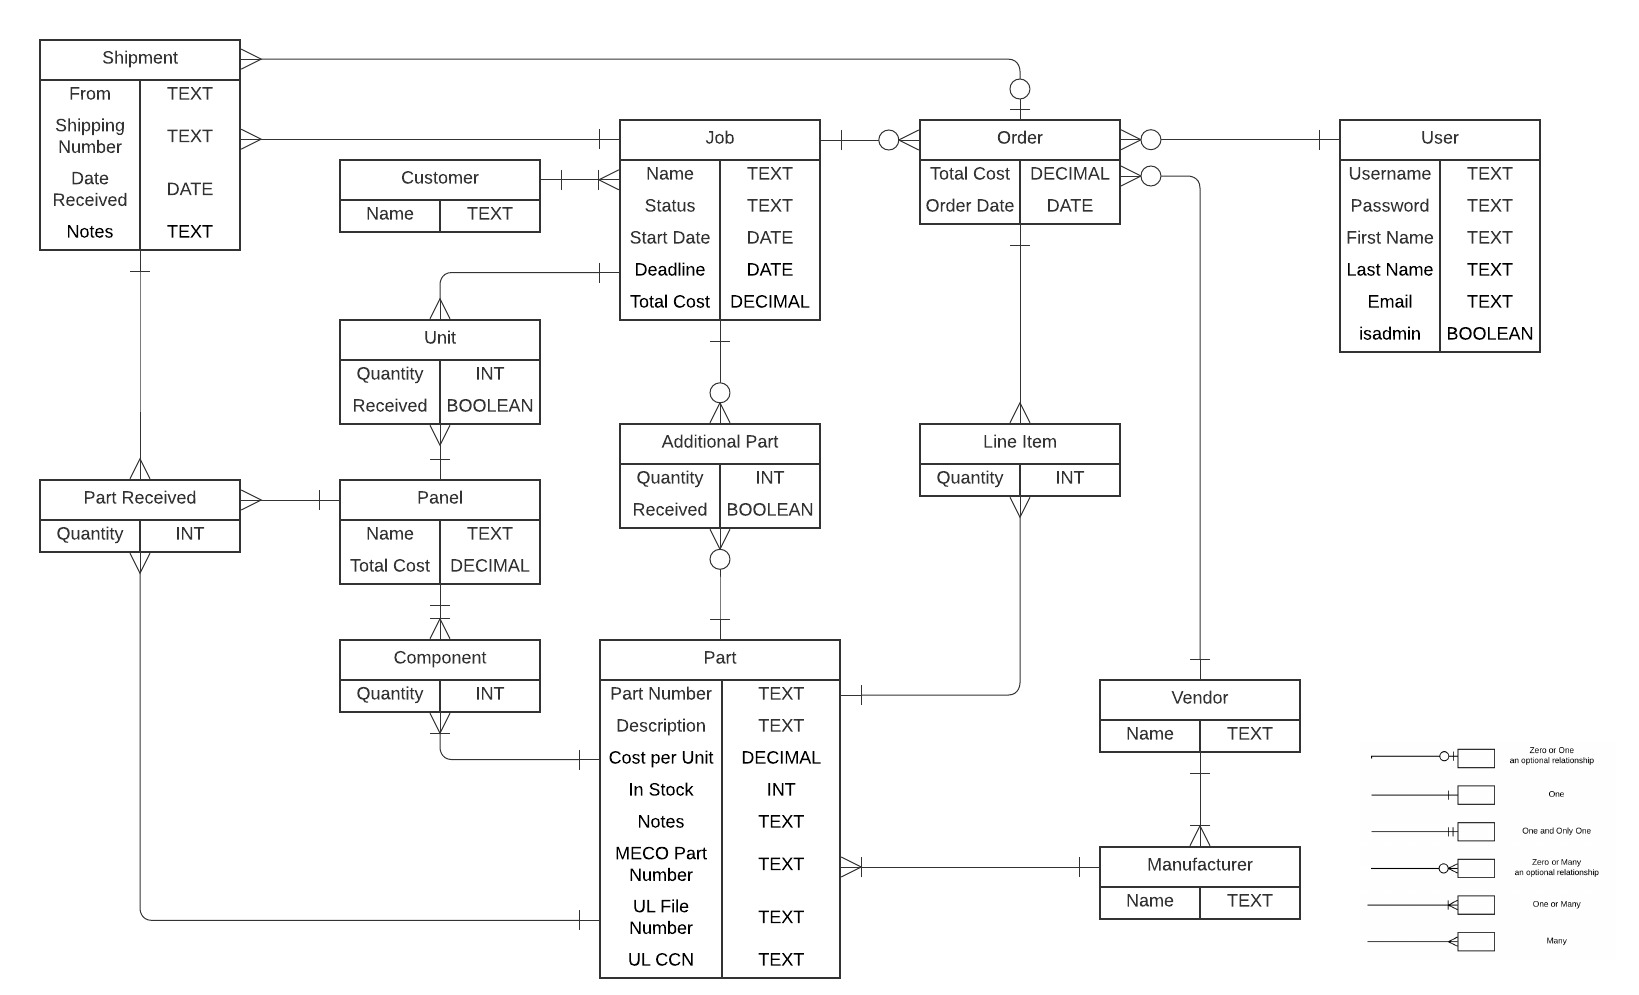 Shipment
From TEXT
Shipping
Number
TEXT
Date
Received
DATE
Notes TEXT
Customer
Name TEXT
Job
Name TEXT
Status TEXT
Start Date DATE
Deadline DATE
Total Cost DECIMAL
Order
Total Cost DECIMAL
Order Date DATE
User
Username TEXT
Password TEXT
First Name TEXT
Last Name TEXT
Email TEXT
isadmin BOOLEAN
Unit
Quantity INT
Received BOOLEAN
Additional Part
Quantity INT
Received BOOLEAN
Line Item
Quantity INT
Part Received
Quantity INT
Panel
Name TEXT
Total Cost DECIMAL
Component
Quantity INT
Part
Part Number TEXT
Description TEXT
Cost per Unit DECIMAL
In Stock INT
Notes TEXT
MECO Part
Number
TEXT
UL File
Number
TEXT
UL CCN TEXT
Vendor
Name TEXT
Manufacturer
Name TEXT
Zero or One
an optional relationship
One
One and Only One
Zero or Many
an optional relationship
One or Many
Many